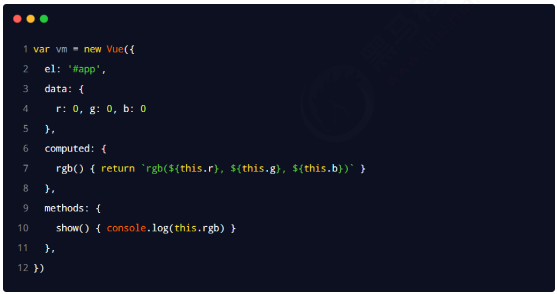 1 var vm = new Vue({
2   el: '#app',
3   data: {
4     r: 0, g: 0, b: 0
5   },
6   computed: {
7     rgb() { return `rgb(${this.r}, ${this.g}, ${this.b})` }
8   },
9   methods: {
10     show() { console.log(this.rgb) }
11   },
12 })